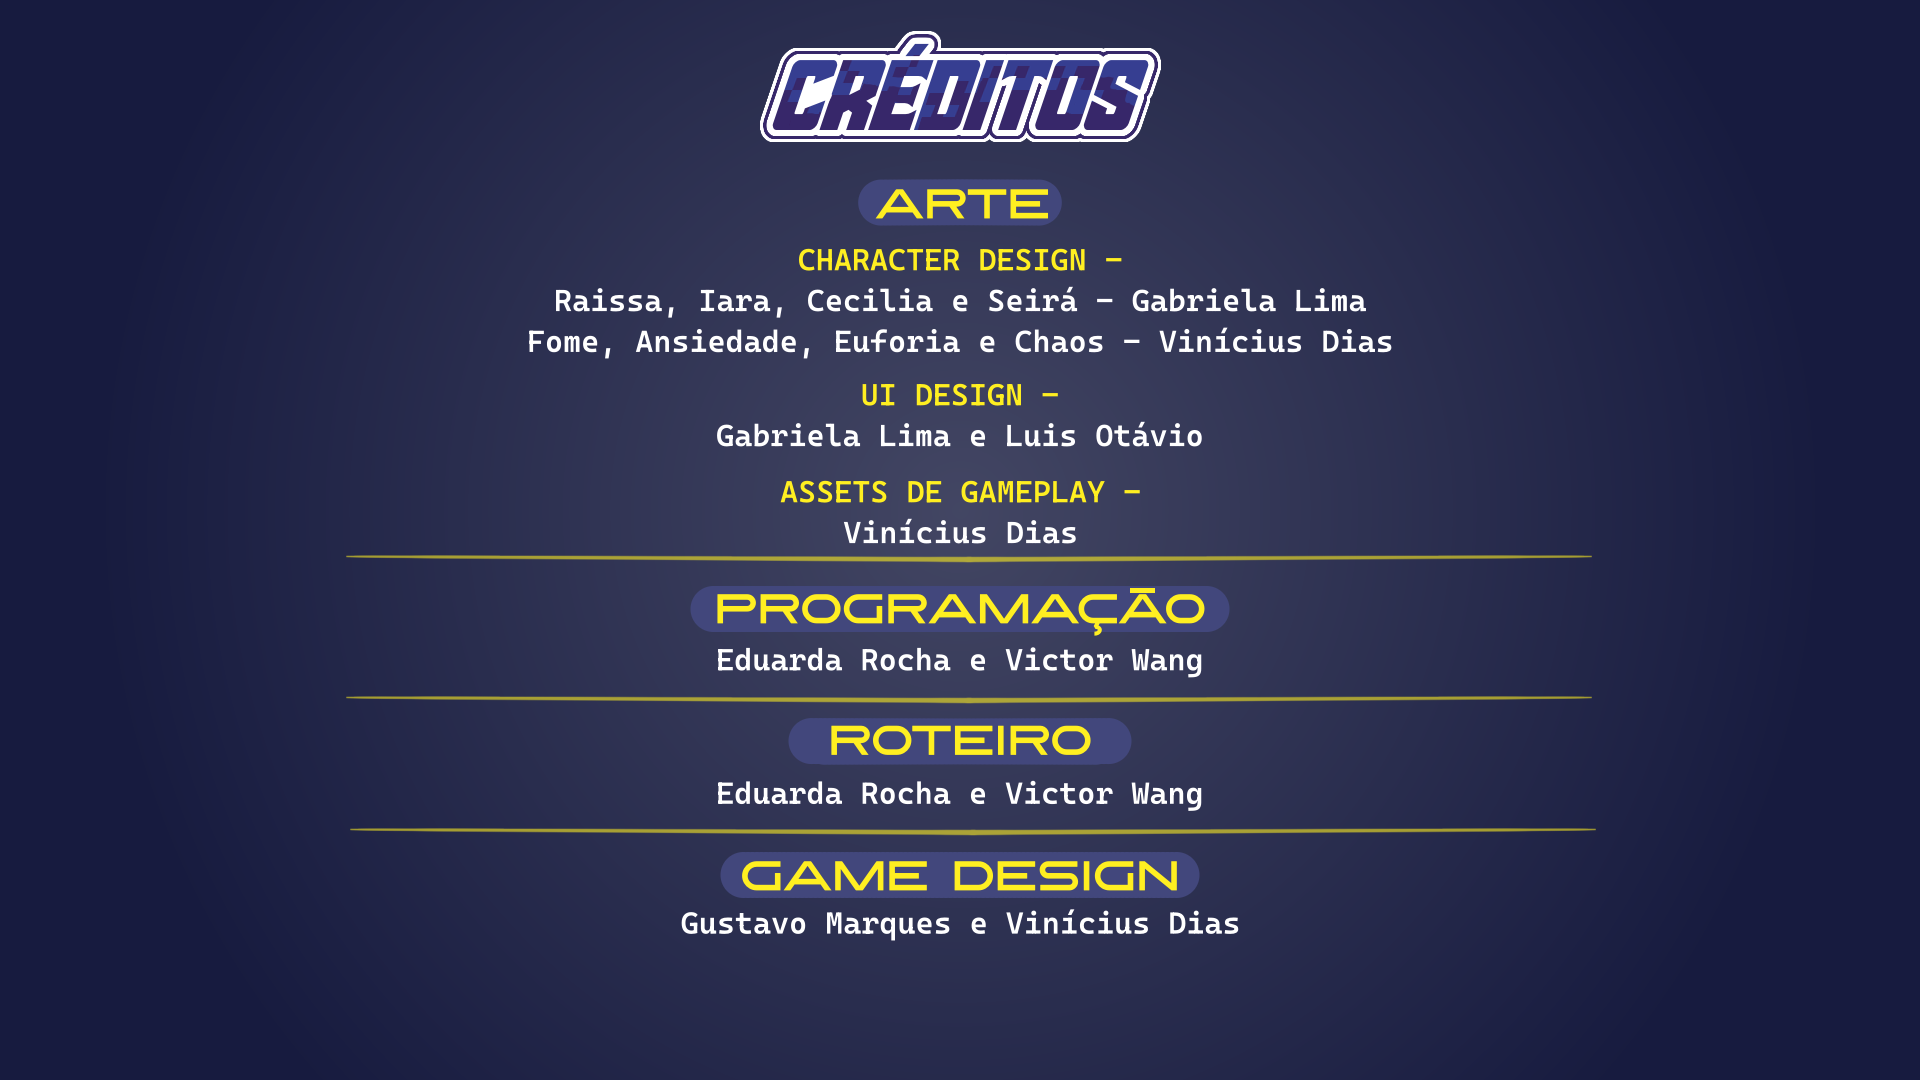 CRÉDITOS
ARTE
CHARACTER DESIGN –
Raissa, Iara, Cecilia e Seirá – Gabriela Lima
Fome, Ansiedade, Euforia e Chaos – Vinícius Dias
UI DESIGN –
Gabriela Lima e Luis Otávio
ASSETS DE GAMEPLAY –
Vinícius Dias
PROGRAMAÇÃO
Eduarda Rocha e Victor Wang
ROTEIRO
Eduarda Rocha e Victor Wang
GAME DESIGN
Gustavo Marques e Vinícius Dias